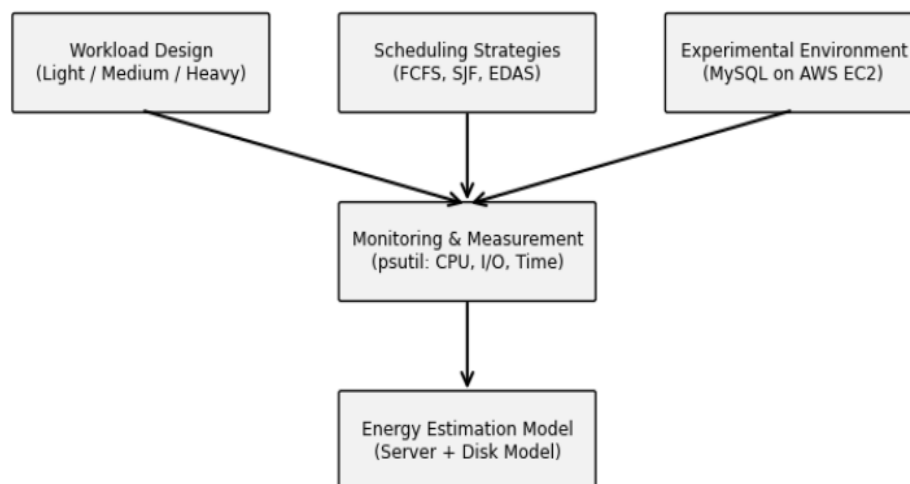 Workload Design
(Light / Medium / Heavy)
Scheduling Strategies
(FCFS, SJF, EDAS)
Experimental Environment
(MySQL on AWS EC2)
Monitoring & Measurement
(psutil: CPU, I/O, Time)
Energy Estimation Model
(Server + Disk Model)